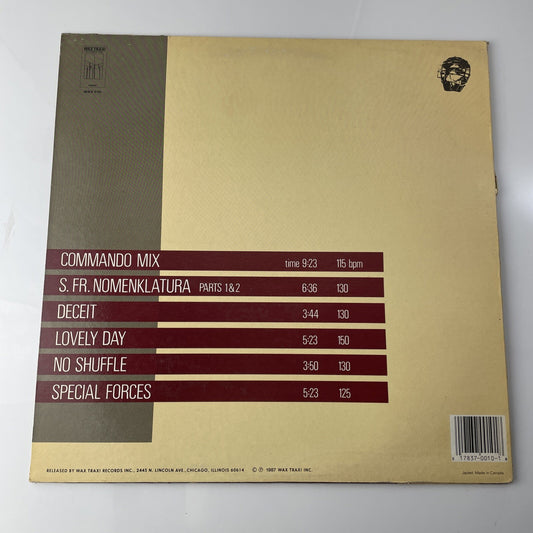 WAX TRAX!
COMMANDO MIX time 9·23 115 bpm
S. FR. NOMENKLATURA PARTS 1&2 6·36 130
DECEIT 3·44 130
LOVELY DAY 5·23 150
NO SHUFFLE 3·50 130
SPECIAL FORCES 5·23 125
17837-0010-1
Jacket Made in Canada
RELEASED BY WAX TRAX! RECORDS INC., 2445 N. LINCOLN AVE., CHICAGO, ILLINOIS 60614 © ℗ 1987 WAX TRAX! INC.